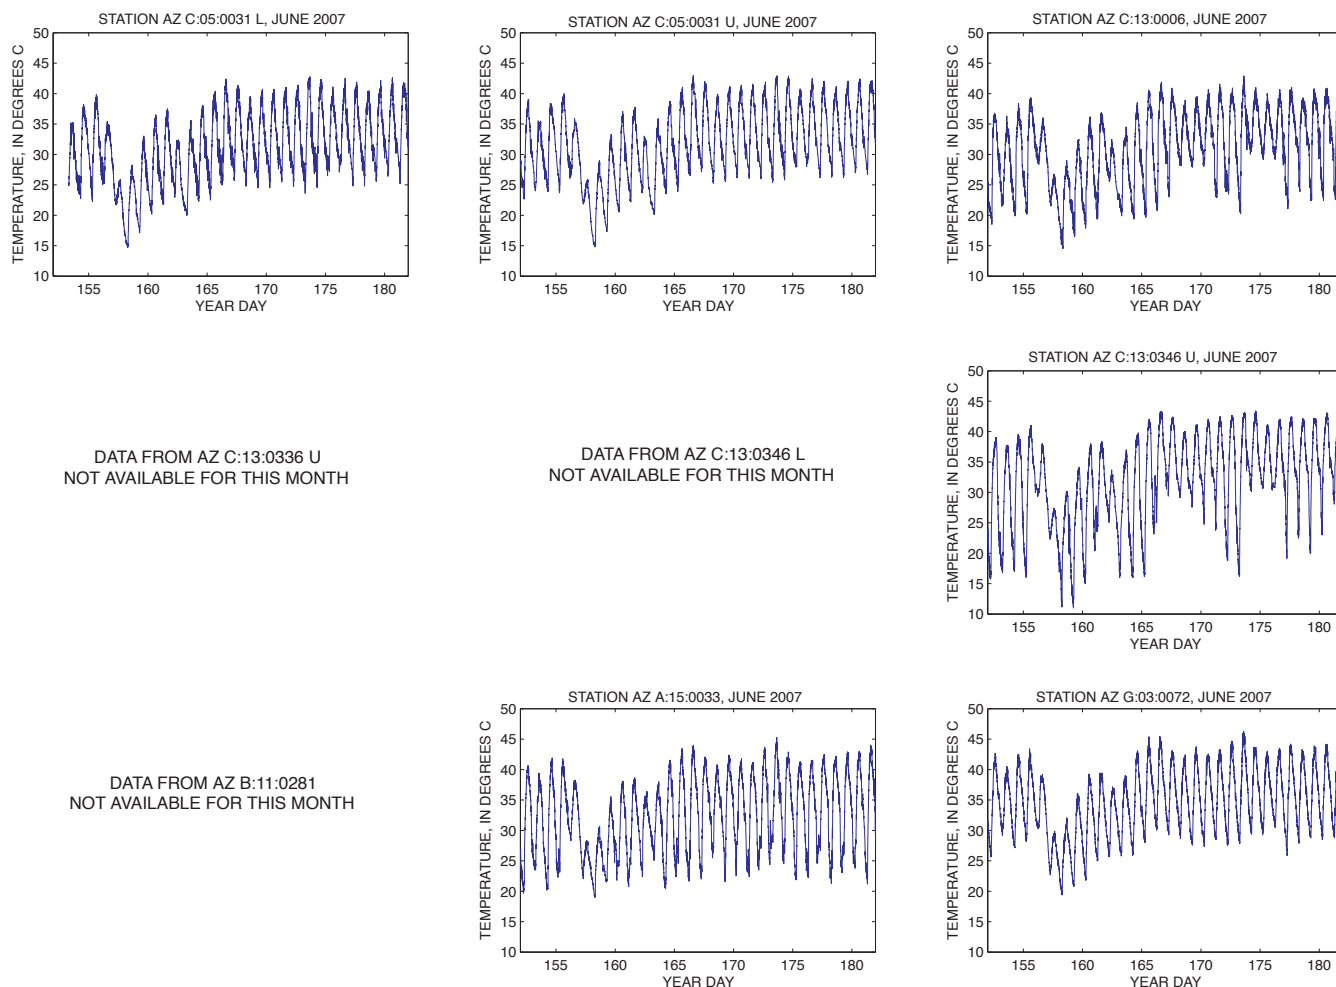 STATION AZ C:05:0031 L, JUNE 2007
TEMPERATURE, IN DEGREES C
50
45
40
35
30
25
20
15
10
155 160 165 170 175 180
YEAR DAY
STATION AZ C:05:0031 U, JUNE 2007
TEMPERATURE, IN DEGREES C
50
45
40
35
30
25
20
15
10
155 160 165 170 175 180
YEAR DAY
STATION AZ C:13:0006, JUNE 2007
TEMPERATURE, IN DEGREES C
50
45
40
35
30
25
20
15
10
155 160 165 170 175 180
YEAR DAY
DATA FROM AZ C:13:0336 U
NOT AVAILABLE FOR THIS MONTH
DATA FROM AZ C:13:0346 L
NOT AVAILABLE FOR THIS MONTH
STATION AZ C:13:0346 U, JUNE 2007
TEMPERATURE, IN DEGREES C
50
45
40
35
30
25
20
15
10
155 160 165 170 175 180
YEAR DAY
DATA FROM AZ B:11:0281
NOT AVAILABLE FOR THIS MONTH
STATION AZ A:15:0033, JUNE 2007
TEMPERATURE, IN DEGREES C
50
45
40
35
30
25
20
15
10
155 160 165 170 175 180
YEAR DAY
STATION AZ G:03:0072, JUNE 2007
TEMPERATURE, IN DEGREES C
50
45
40
35
30
25
20
15
10
155 160 165 170 175 180
YEAR DAY